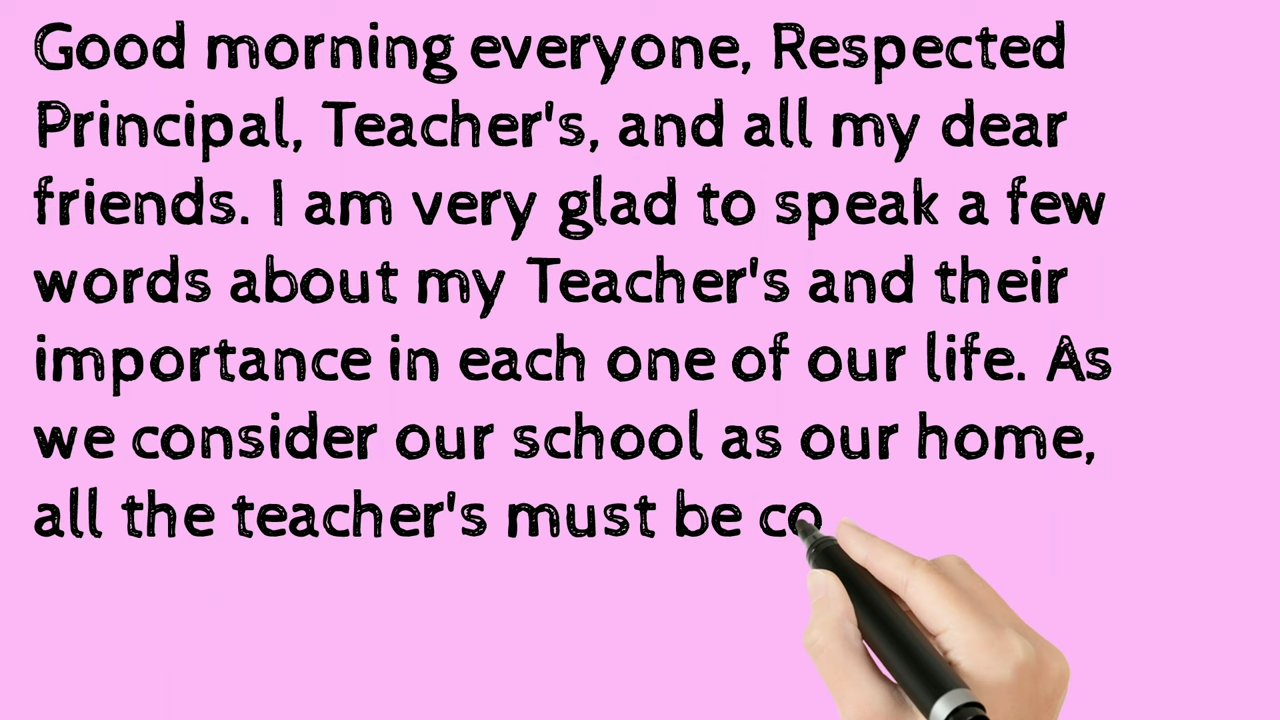 Good morning everyone, Respected
Principal, Teacher's, and all my dear
friends. I am very glad to speak a few
words about my Teacher's and their
importance in each one of our life. As
we consider our school as our home,
all the teacher's must be co